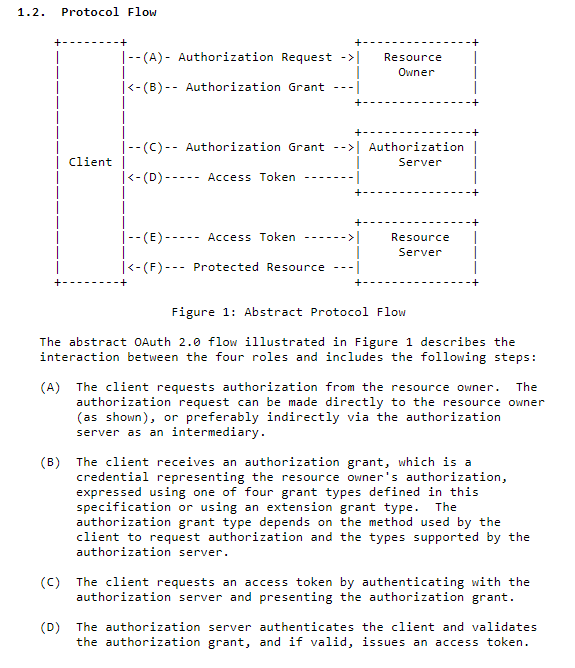 1.2. Protocol Flow
+--------+                               +---------------+
|        |--(A)- Authorization Request ->|   Resource    |
|        |                               |     Owner     |
|        |<-(B)-- Authorization Grant ---|               |
|        |                               +---------------+
|        |
|        |                               +---------------+
|        |--(C)-- Authorization Grant -->| Authorization |
| Client |                               |     Server    |
|        |<-(D)----- Access Token -------|               |
|        |                               +---------------+
|        |
|        |                               +---------------+
|        |--(E)----- Access Token ------>|    Resource   |
|        |                               |     Server    |
|        |<-(F)--- Protected Resource ---|               |
+--------+                               +---------------+
Figure 1: Abstract Protocol Flow
The abstract OAuth 2.0 flow illustrated in Figure 1 describes the
interaction between the four roles and includes the following steps:
(A) The client requests authorization from the resource owner. The
authorization request can be made directly to the resource owner
(as shown), or preferably indirectly via the authorization
server as an intermediary.
(B) The client receives an authorization grant, which is a
credential representing the resource owner's authorization,
expressed using one of four grant types defined in this
specification or using an extension grant type. The
authorization grant type depends on the method used by the
client to request authorization and the types supported by the
authorization server.
(C) The client requests an access token by authenticating with the
authorization server and presenting the authorization grant.
(D) The authorization server authenticates the client and validates
the authorization grant, and if valid, issues an access token.